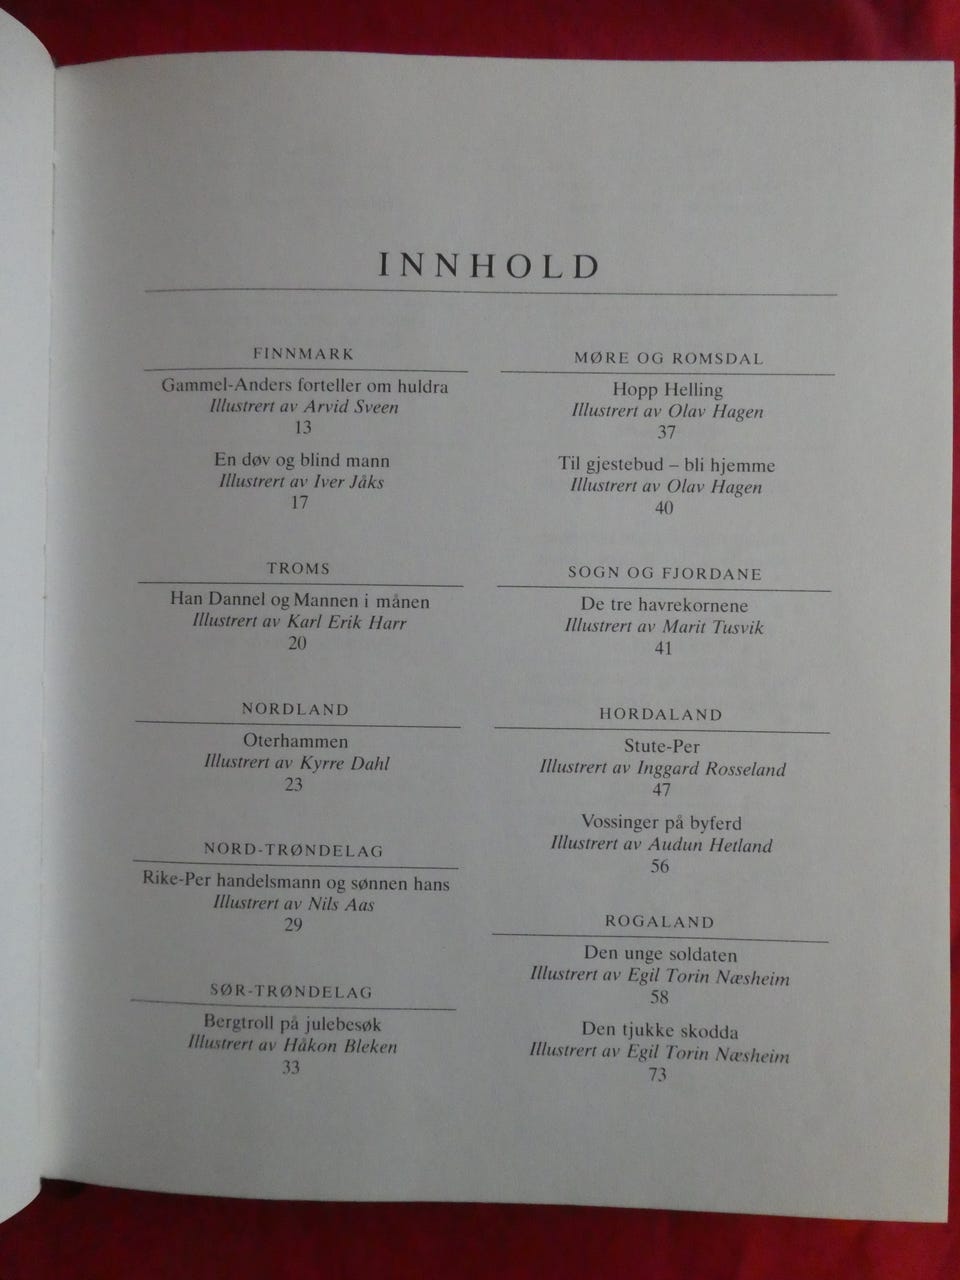 INNHOLD
FINNMARK
Gammel-Anders forteller om huldra
Illustrert av Arvid Sveen
13
En døv og blind mann
Illustrert av Iver Jåks
17
TROMS
Han Dannel og Mannen i månen
Illustrert av Karl Erik Harr
20
NORDLAND
Oterhammen
Illustrert av Kyrre Dahl
23
NORD-TRØNDELAG
Rike-Per handelsmann og sønnen hans
Illustrert av Nils Aas
29
SØR-TRØNDELAG
Bergtroll på julebesøk
Illustrert av Håkon Bleken
33
MØRE OG ROMSDAL
Hopp Helling
Illustrert av Olav Hagen
37
Til gjestebud – bli hjemme
Illustrert av Olav Hagen
40
SOGN OG FJORDANE
De tre havrekornene
Illustrert av Marit Tusvik
41
HORDALAND
Stute-Per
Illustrert av Inggard Rosseland
47
Vossinger på byferd
Illustrert av Audun Hetland
56
ROGALAND
Den unge soldaten
Illustrert av Egil Torin Næsheim
58
Den tjukke skodda
Illustrert av Egil Torin Næsheim
73